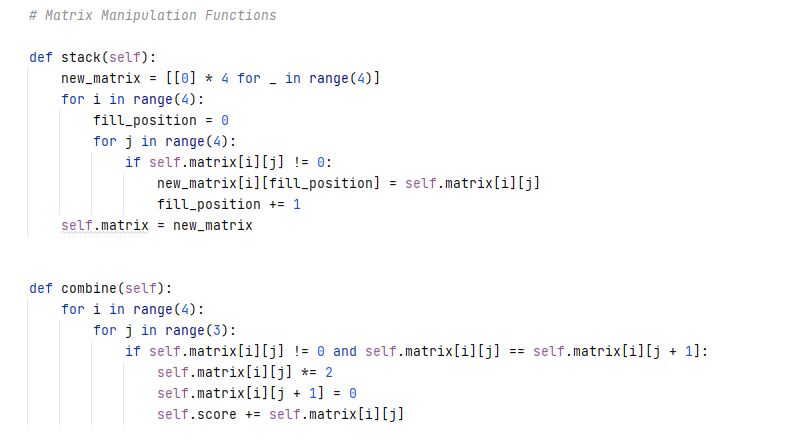 # Matrix Manipulation Functions
def stack(self):
    new_matrix = [[0] * 4 for _ in range(4)]
    for i in range(4):
        fill_position = 0
        for j in range(4):
            if self.matrix[i][j] != 0:
                new_matrix[i][fill_position] = self.matrix[i][j]
                fill_position += 1
    self.matrix = new_matrix
def combine(self):
    for i in range(4):
        for j in range(3):
            if self.matrix[i][j] != 0 and self.matrix[i][j] == self.matrix[i][j + 1]:
                self.matrix[i][j] *= 2
                self.matrix[i][j + 1] = 0
                self.score += self.matrix[i][j]